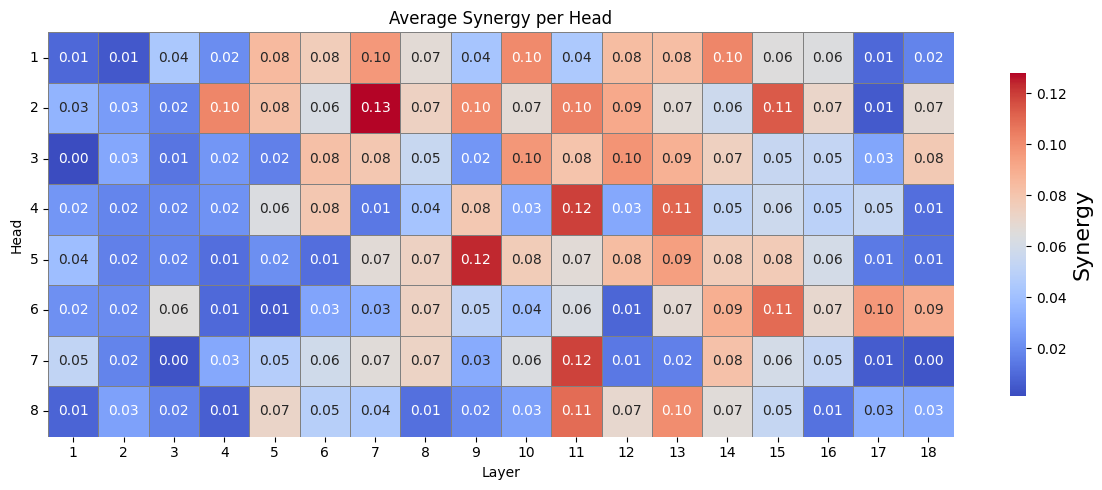 Average Synergy per Head
1 0.01 0.01 0.04 0.02 0.08 0.08 0.10 0.07 0.04 0.10 0.04 0.08 0.08 0.10 0.06 0.06 0.01 0.02
2 0.03 0.03 0.02 0.10 0.08 0.06 0.13 0.07 0.10 0.07 0.10 0.09 0.07 0.06 0.11 0.07 0.01 0.07
3 0.00 0.03 0.01 0.02 0.02 0.08 0.08 0.05 0.02 0.10 0.08 0.10 0.09 0.07 0.05 0.05 0.03 0.08
4 0.02 0.02 0.02 0.02 0.06 0.08 0.01 0.04 0.08 0.03 0.12 0.03 0.11 0.05 0.06 0.05 0.05 0.01
5 0.04 0.02 0.02 0.01 0.02 0.01 0.07 0.07 0.12 0.08 0.07 0.08 0.09 0.08 0.08 0.06 0.01 0.01
6 0.02 0.02 0.06 0.01 0.01 0.03 0.03 0.07 0.05 0.04 0.06 0.01 0.07 0.09 0.11 0.07 0.10 0.09
7 0.05 0.02 0.00 0.03 0.05 0.06 0.07 0.07 0.03 0.06 0.12 0.01 0.02 0.08 0.06 0.05 0.01 0.00
8 0.01 0.03 0.02 0.01 0.07 0.05 0.04 0.01 0.02 0.03 0.11 0.07 0.10 0.07 0.05 0.01 0.03 0.03
1 2 3 4 5 6 7 8 9 10 11 12 13 14 15 16 17 18
Layer
Head
0.12
0.10
0.08
0.06
0.04
0.02
Synergy